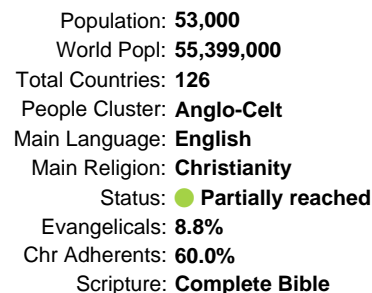 Population: 53,000
World Popl: 55,399,000
Total Countries: 126
People Cluster: Anglo-Celt
Main Language: English
Main Religion: Christianity
Status: Partially reached
Evangelicals: 8.8%
Chr Adherents: 60.0%
Scripture: Complete Bible